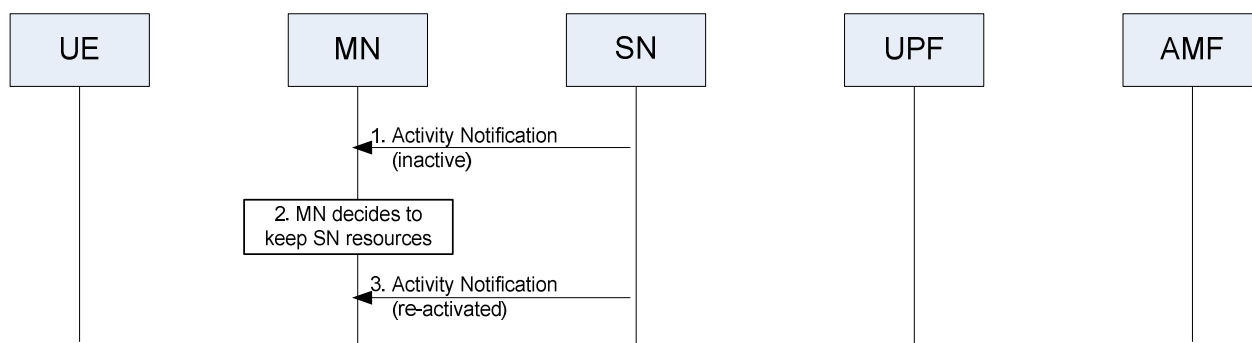 UE
MN
SN
UPF
AMF
1. Activity Notification
(inactive)
2. MN decides to
keep SN resources
3. Activity Notification
(re-activated)